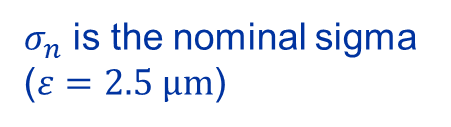 σₙ is the nominal sigma
(ε = 2.5 μm)